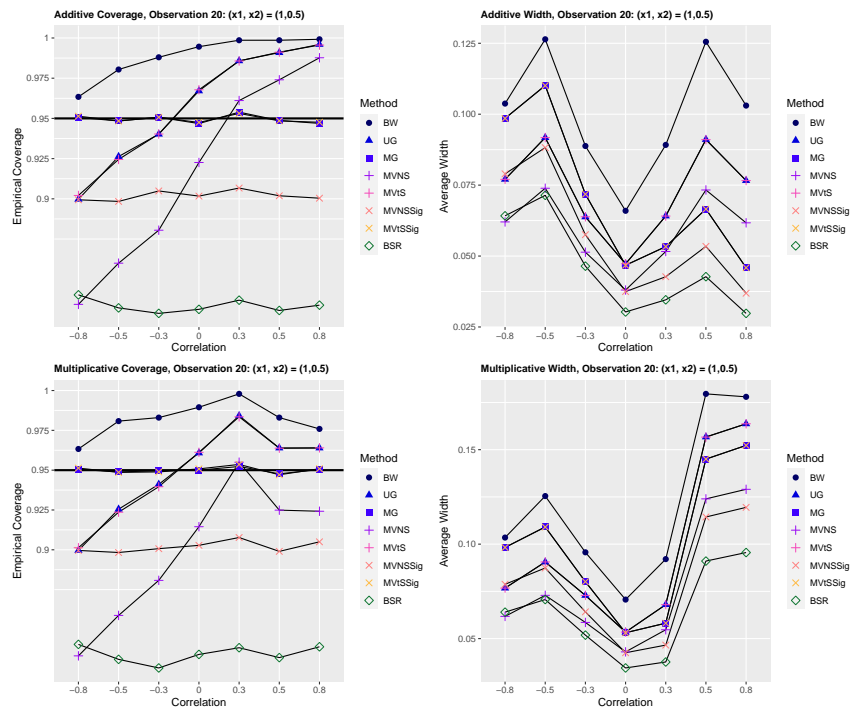 Additive Coverage, Observation 20: (x1, x2) = (1,0.5)
Empirical Coverage
1
0.975
0.95
0.925
0.9
−0.8 −0.5 −0.3 0 0.3 0.5 0.8
Correlation
Method
BW
UG
MG
MVNS
MVtS
MVNSSig
MVtSSig
BSR
Additive Width, Observation 20: (x1, x2) = (1,0.5)
Average Width
0.125
0.100
0.075
0.050
0.025
−0.8 −0.5 −0.3 0 0.3 0.5 0.8
Correlation
Method
BW
UG
MG
MVNS
MVtS
MVNSSig
MVtSSig
BSR
Multiplicative Coverage, Observation 20: (x1, x2) = (1,0.5)
Empirical Coverage
1
0.975
0.95
0.925
0.9
−0.8 −0.5 −0.3 0 0.3 0.5 0.8
Correlation
Method
BW
UG
MG
MVNS
MVtS
MVNSSig
MVtSSig
BSR
Multiplicative Width, Observation 20: (x1, x2) = (1,0.5)
Average Width
0.15
0.10
0.05
−0.8 −0.5 −0.3 0 0.3 0.5 0.8
Correlation
Method
BW
UG
MG
MVNS
MVtS
MVNSSig
MVtSSig
BSR